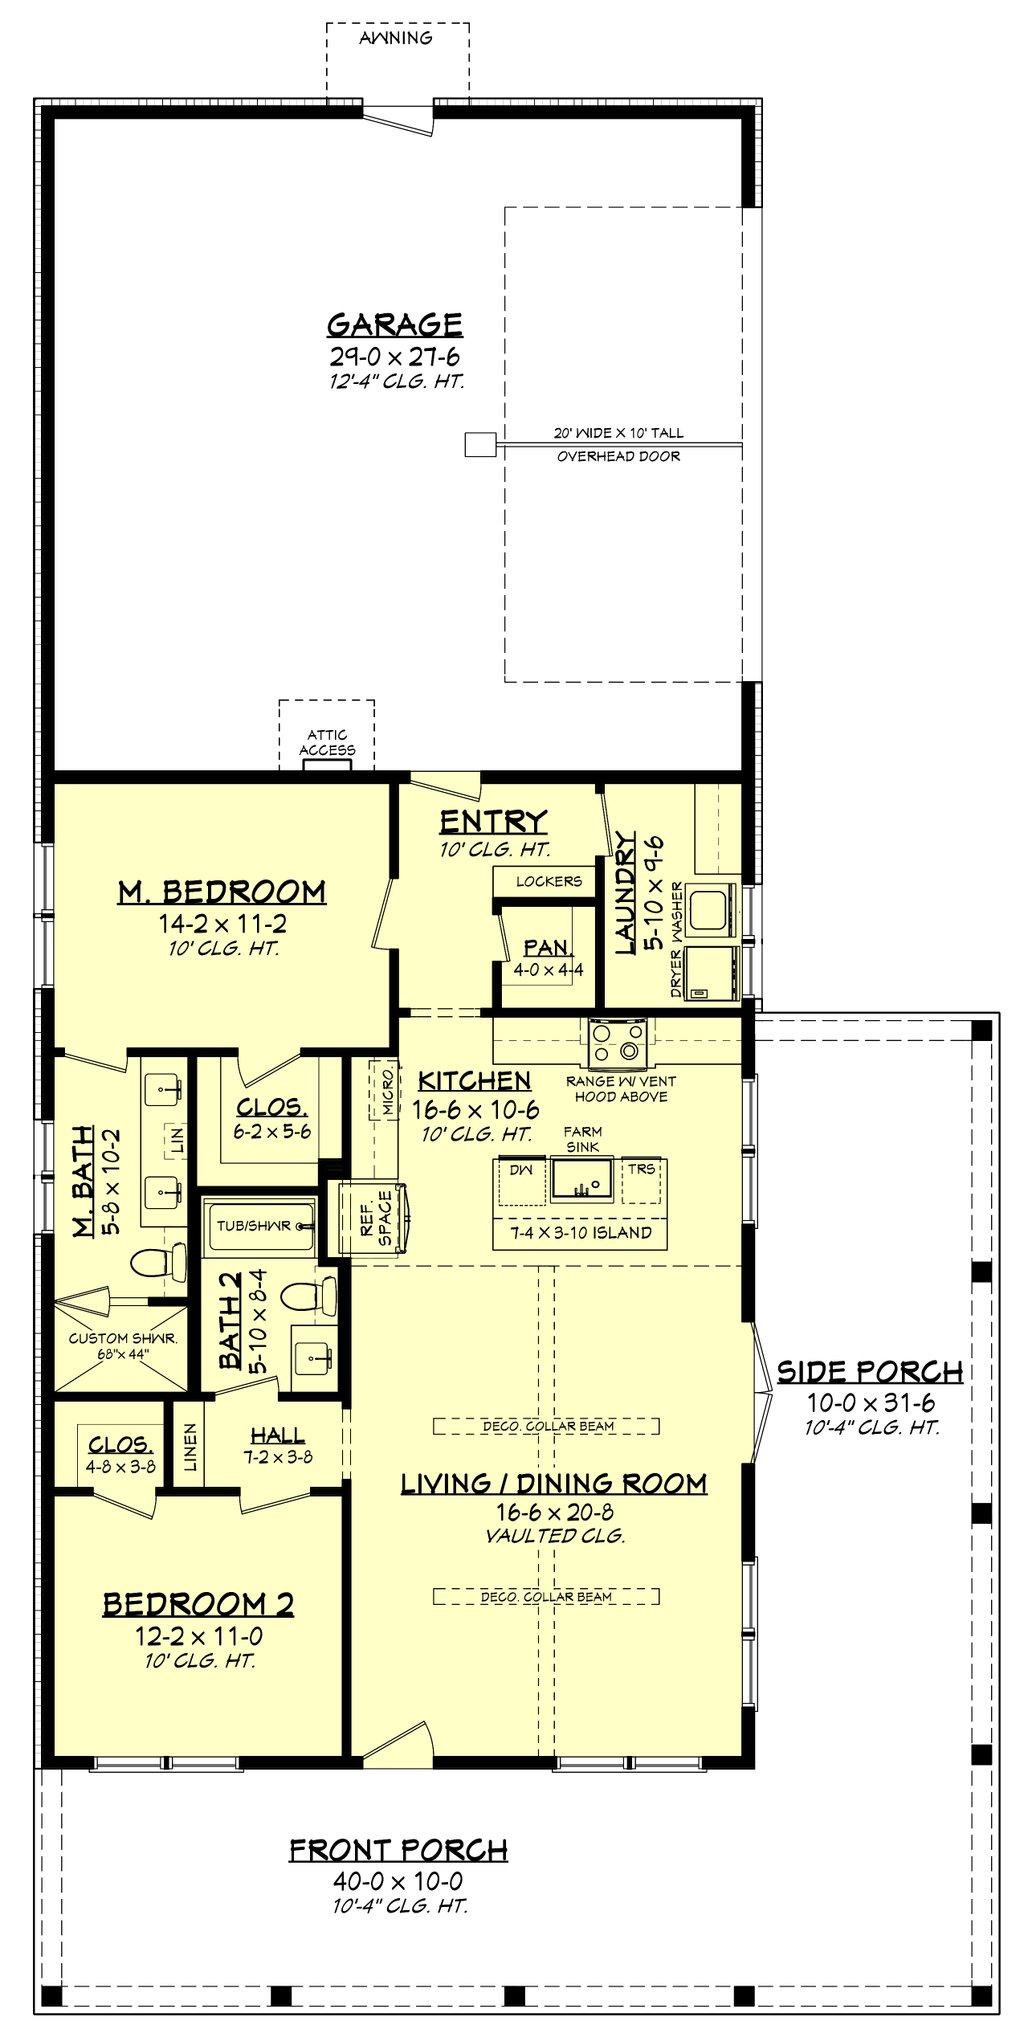 AWNING
GARAGE
29-0 x 27-6
12'-4" CLG. HT.
20' WIDE X 10' TALL
OVERHEAD DOOR
ATTIC
ACCESS
ENTRY
10' CLG. HT.
LOCKERS
LAUNDRY
5-10 x 9-6
WASHER
DRYER
M. BEDROOM
14-2 x 11-2
10' CLG. HT.
PAN.
4-0 x 4-4
KITCHEN
16-6 x 10-6
10' CLG. HT.
MICRO.
RANGE W/ VENT
HOOD ABOVE
FARM
SINK
DW
TRS
7-4 X 3-10 ISLAND
REF.
SPACE
CLOS.
6-2 x 5-6
M. BATH
5-8 x 10-2
LIN
TUB/SHWR
BATH 2
5-10 x 8-4
CUSTOM SHWR.
68"x 44"
SIDE PORCH
10-0 x 31-6
10'-4" CLG. HT.
CLOS.
4-8 x 3-8
LINEN
HALL
7-2 x 3-8
DECO. COLLAR BEAM
LIVING / DINING ROOM
16-6 x 20-8
VAULTED CLG.
DECO. COLLAR BEAM
BEDROOM 2
12-2 x 11-0
10' CLG. HT.
FRONT PORCH
40-0 x 10-0
10'-4" CLG. HT.